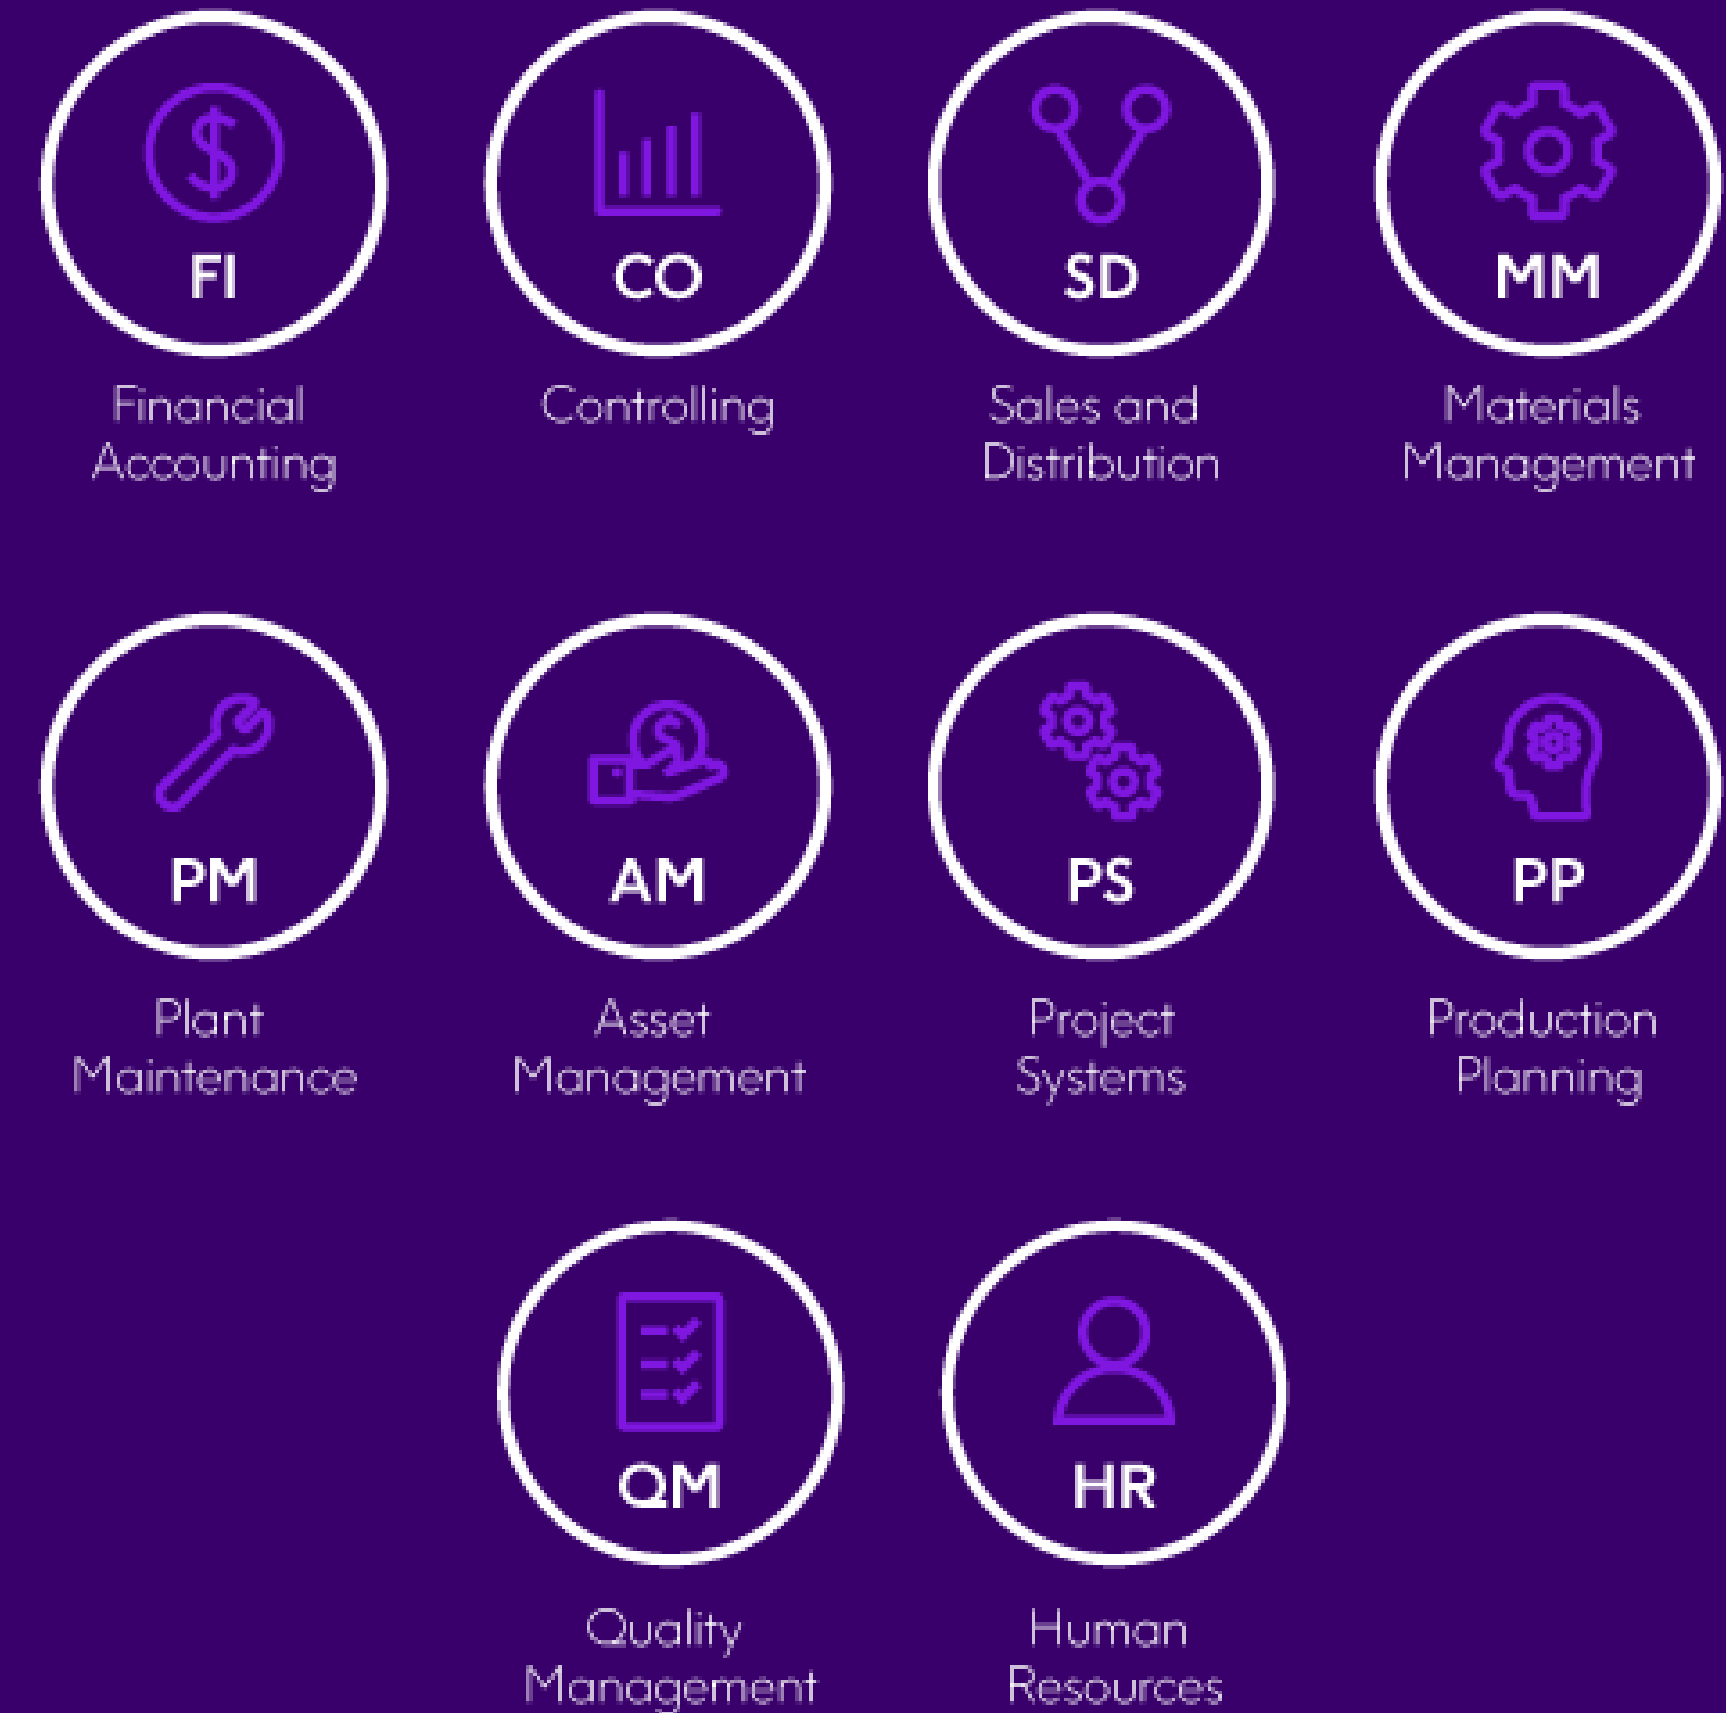 FI
CO
SD
MM
Financial
Accounting
Controlling
Sales and
Distribution
Materials
Management
PM
AM
PS
PP
Plant
Maintenance
Asset
Management
Project
Systems
Production
Planning
QM
HR
Quality
Management
Human
Resources